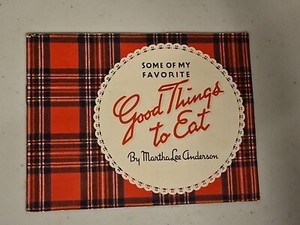 SOME OF MY
FAVORITE
Good Things
to Eat
By Martha Lee Anderson